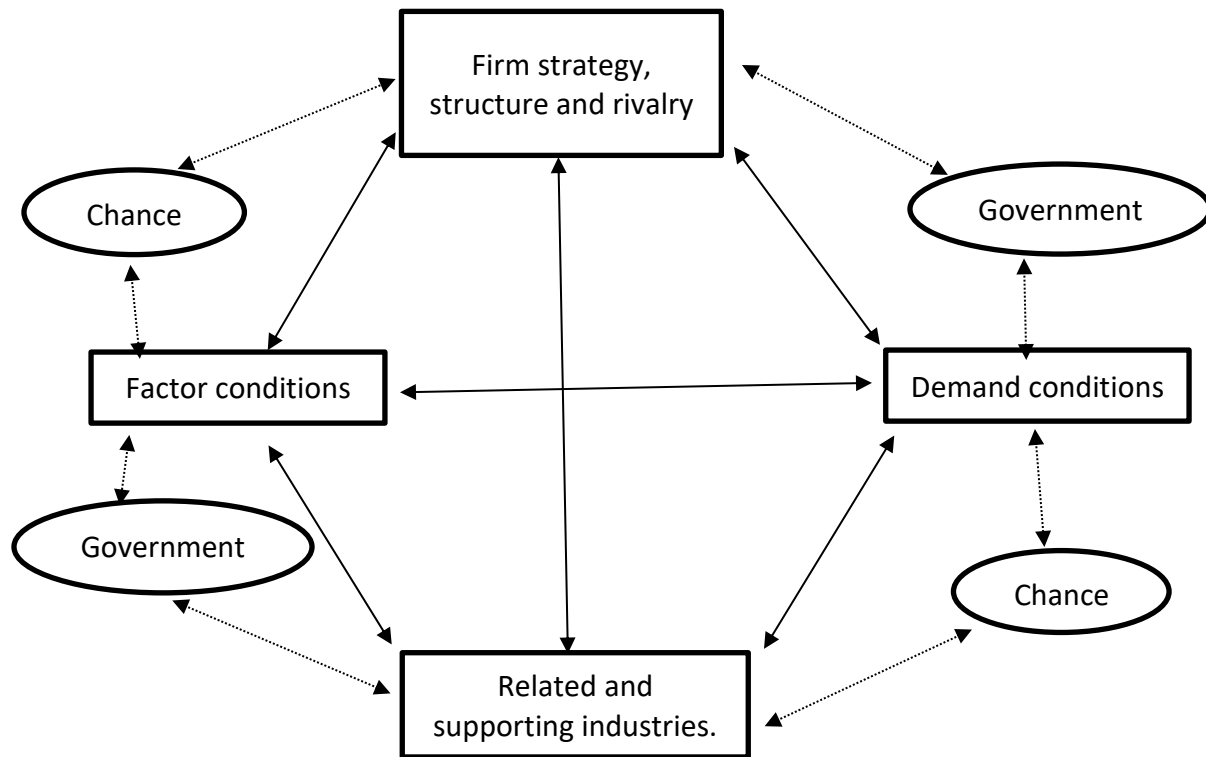 Firm strategy,
structure and rivalry
Chance
Government
Factor conditions
Demand conditions
Government
Chance
Related and
supporting industries.